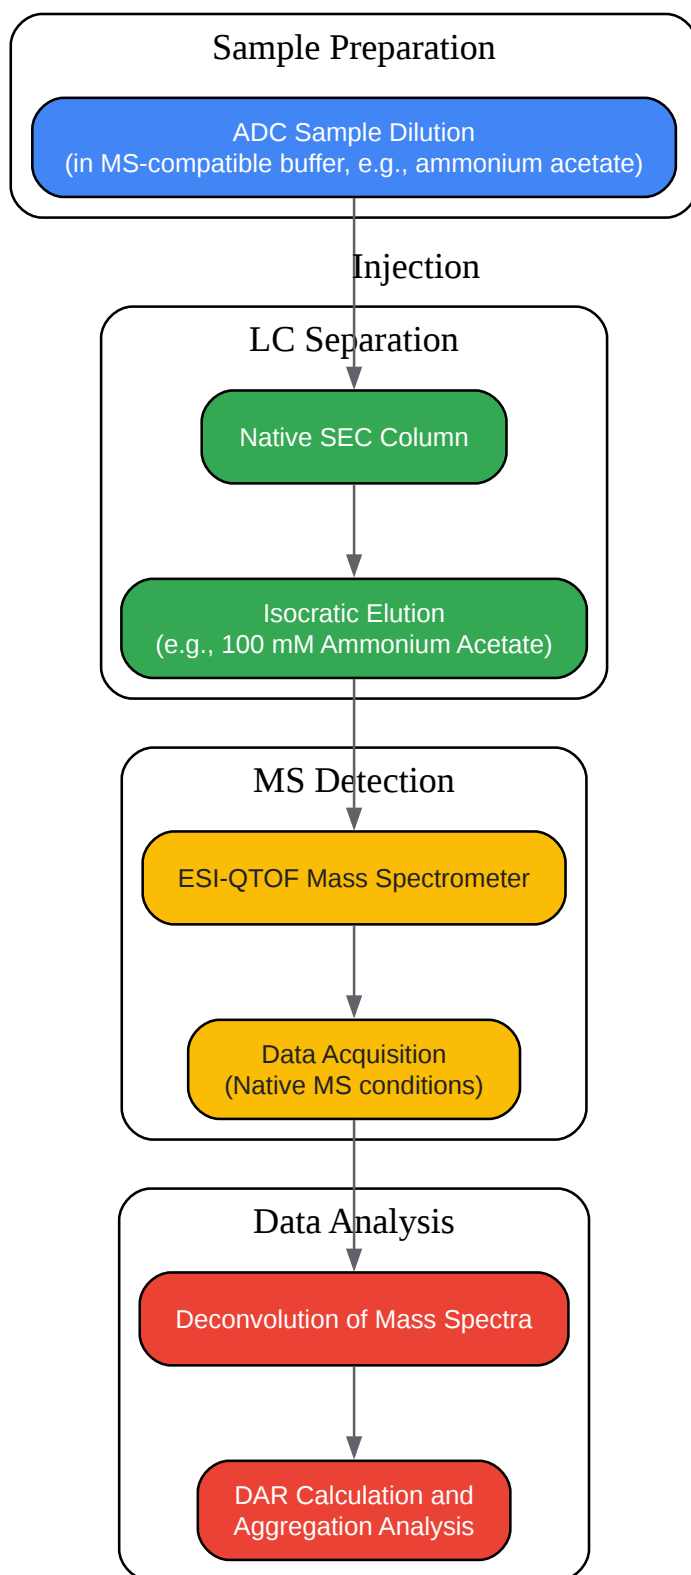 Sample Preparation
ADC Sample Dilution
(in MS-compatible buffer, e.g., ammonium acetate)
Injection
LC Separation
Native SEC Column
Isocratic Elution
(e.g., 100 mM Ammonium Acetate)
MS Detection
ESI-QTOF Mass Spectrometer
Data Acquisition
(Native MS conditions)
Data Analysis
Deconvolution of Mass Spectra
DAR Calculation and
Aggregation Analysis